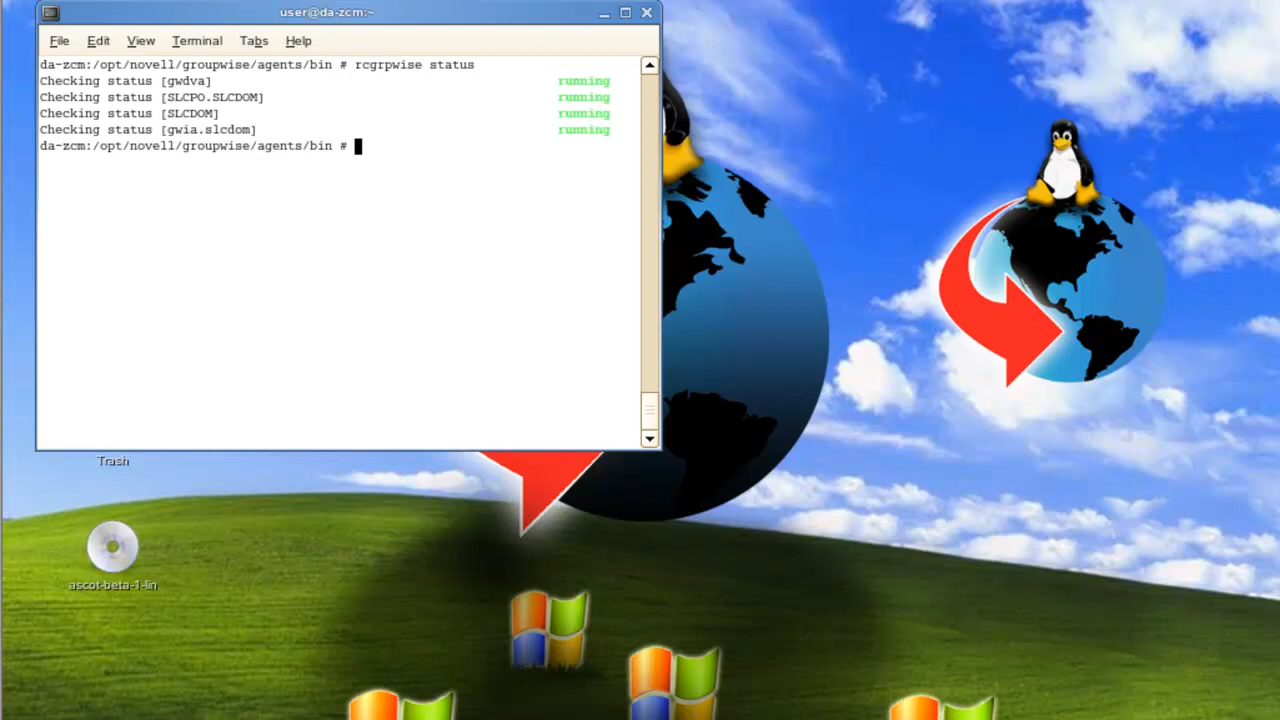 user@da-zcm:~
File Edit View Terminal Tabs Help
da-zcm:/opt/novell/groupwise/agents/bin # rcgrpwise status
Checking status [gwdva] running
Checking status [SLCPO.SLCDOM] running
Checking status [SLCDOM] running
Checking status [gwia.slcdom] running
da-zcm:/opt/novell/groupwise/agents/bin #
Trash
ascot-beta-1-lin